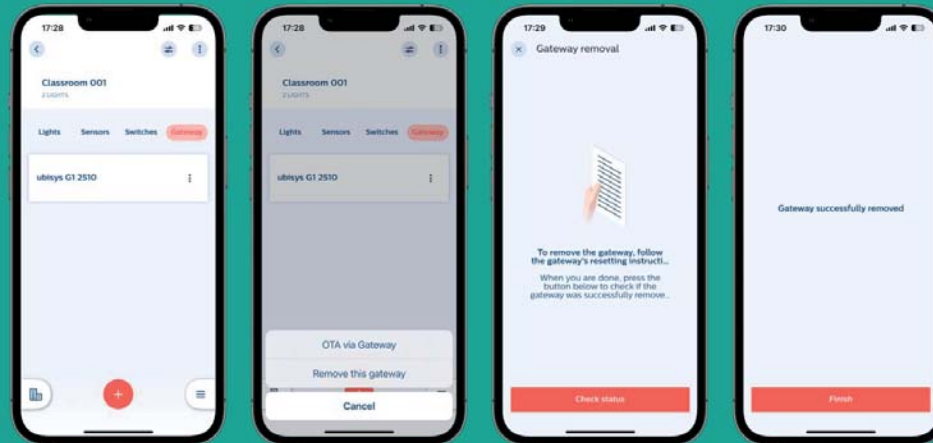 17:28
Classroom 001
2 LIGHTS
Lights Sensors Switches Gateway
ubisys G1 2510
17:28
Classroom 001
2 LIGHTS
Lights Sensors Switches Gateway
ubisys G1 2510
OTA via Gateway
Remove this gateway
Cancel
17:29
Gateway removal
To remove the gateway, follow
the gateway's resetting instructi...
When you are done, press the
button below to check if the
gateway was successfully remove...
Check status
17:30
Gateway successfully removed
Finish